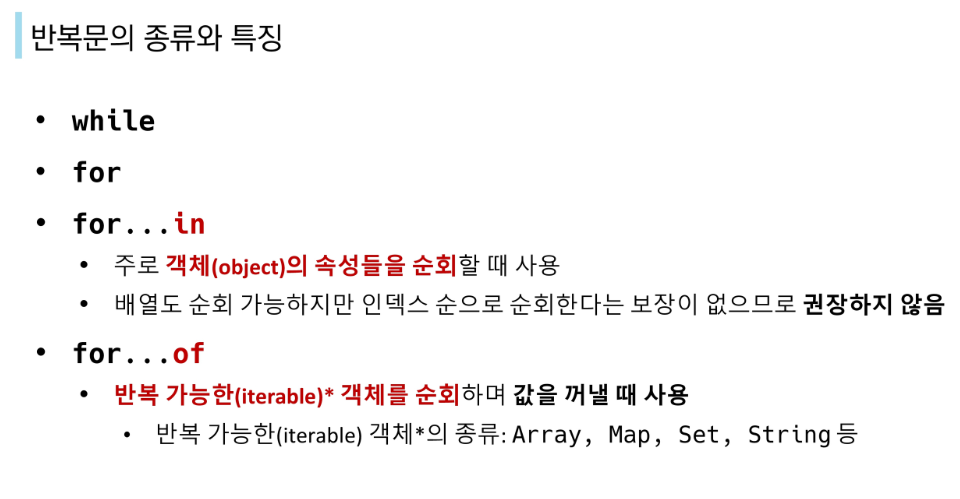 반복문의 종류와 특징
• while
• for
• for...in
• 주로 객체(object)의 속성들을 순회할 때 사용
• 배열도 순회 가능하지만 인덱스 순으로 순회한다는 보장이 없으므로 권장하지 않음
• for...of
• 반복 가능한(iterable)* 객체를 순회하며 값을 꺼낼 때 사용
• 반복 가능한(iterable) 객체*의 종류: Array, Map, Set, String 등